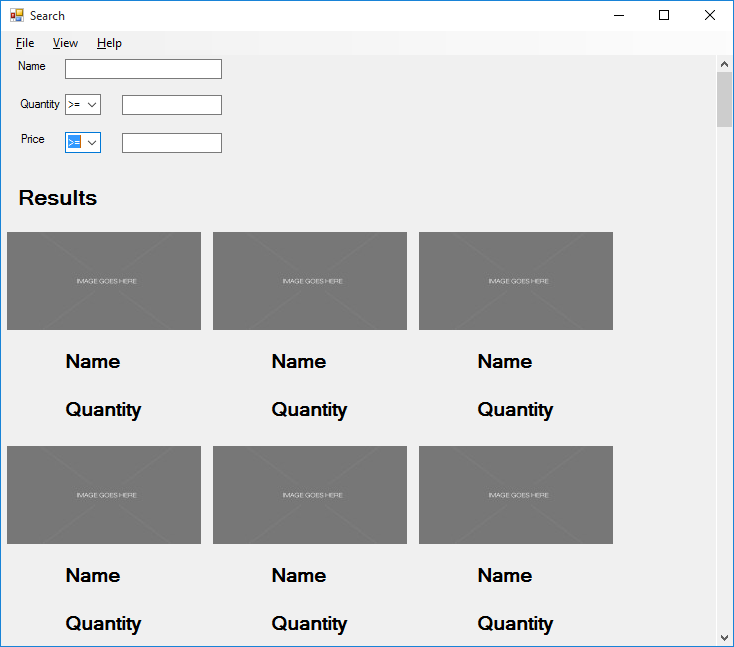 Search
File View Help
Name
Quantity >=
Price >=
Results
IMAGE GOES HERE IMAGE GOES HERE IMAGE GOES HERE
Name Name Name
Quantity Quantity Quantity
IMAGE GOES HERE IMAGE GOES HERE IMAGE GOES HERE
Name Name Name
Quantity Quantity Quantity